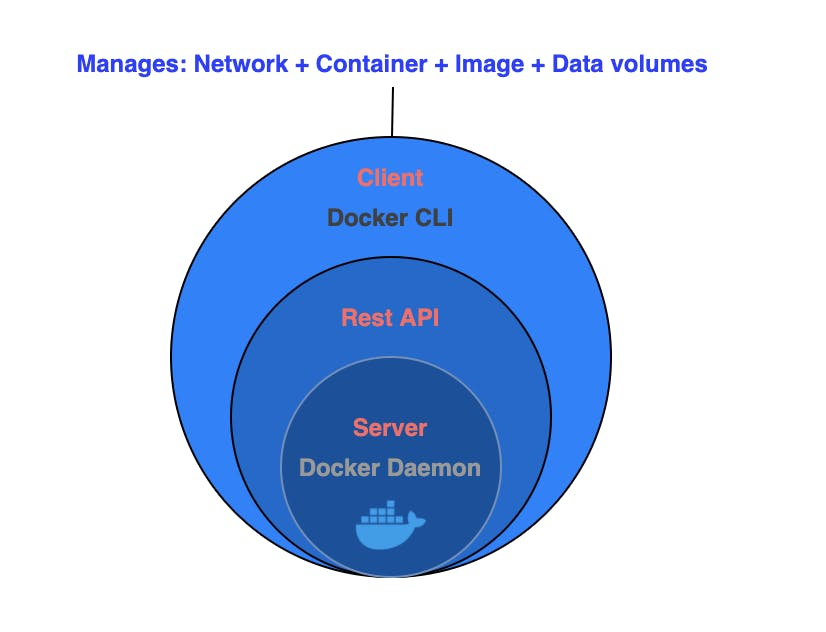 Manages: Network + Container + Image + Data volumes
Client
Docker CLI
Rest API
Server
Docker Daemon